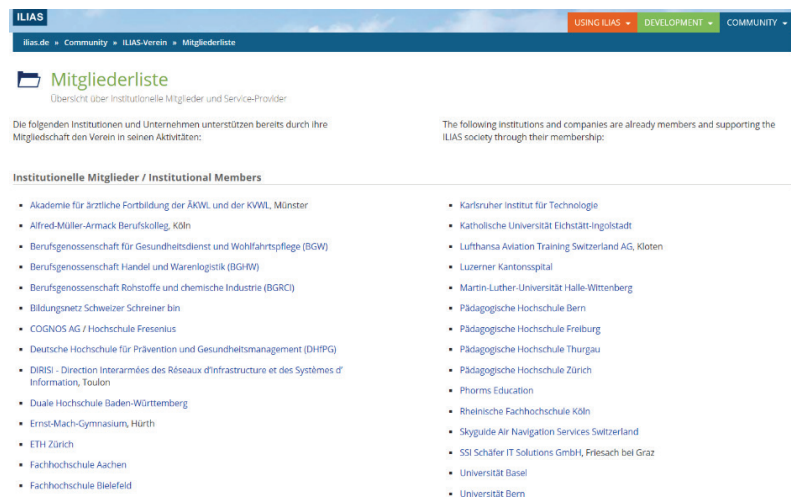 ILIAS
USING ILIAS
DEVELOPMENT
COMMUNITY
ilias.de » Community » ILIAS-Verein » Mitgliederliste
Mitgliederliste
Übersicht über institutionelle Mitglieder und Service-Provider
Die folgenden Institutionen und Unternehmen unterstützen bereits durch ihre
Mitgliedschaft den Verein in seinen Aktivitäten:
The following institutions and companies are already members and supporting the
ILIAS society through their membership:
Institutionelle Mitglieder / Institutional Members
Akademie für ärztliche Fortbildung der ÄKWL und der KVWL, Münster
Alfred-Müller-Armack Berufskolleg, Köln
Berufsgenossenschaft für Gesundheitsdienst und Wohlfahrtspflege (BGW)
Berufsgenossenschaft Handel und Warenlogistik (BGHW)
Berufsgenossenschaft Rohstoffe und chemische Industrie (BGRCI)
Bildungsnetz Schweizer Schreiner bin
COGNOS AG / Hochschule Fresenius
Deutsche Hochschule für Prävention und Gesundheitsmanagement (DHfPG)
DIRISI - Direction Interarmées des Réseaux d'Infrastructure et des Systèmes d'
Information, Toulon
Duale Hochschule Baden-Württemberg
Ernst-Mach-Gymnasium, Hürth
ETH Zürich
Fachhochschule Aachen
Fachhochschule Bielefeld
Karlsruher Institut für Technologie
Katholische Universität Eichstätt-Ingolstadt
Lufthansa Aviation Training Switzerland AG, Kloten
Luzerner Kantonsspital
Martin-Luther-Universität Halle-Wittenberg
Pädagogische Hochschule Bern
Pädagogische Hochschule Freiburg
Pädagogische Hochschule Thurgau
Pädagogische Hochschule Zürich
Phorms Education
Rheinische Fachhochschule Köln
Skyguide Air Navigation Services Switzerland
SSI Schäfer IT Solutions GmbH, Friesach bei Graz
Universität Basel
Universität Bern